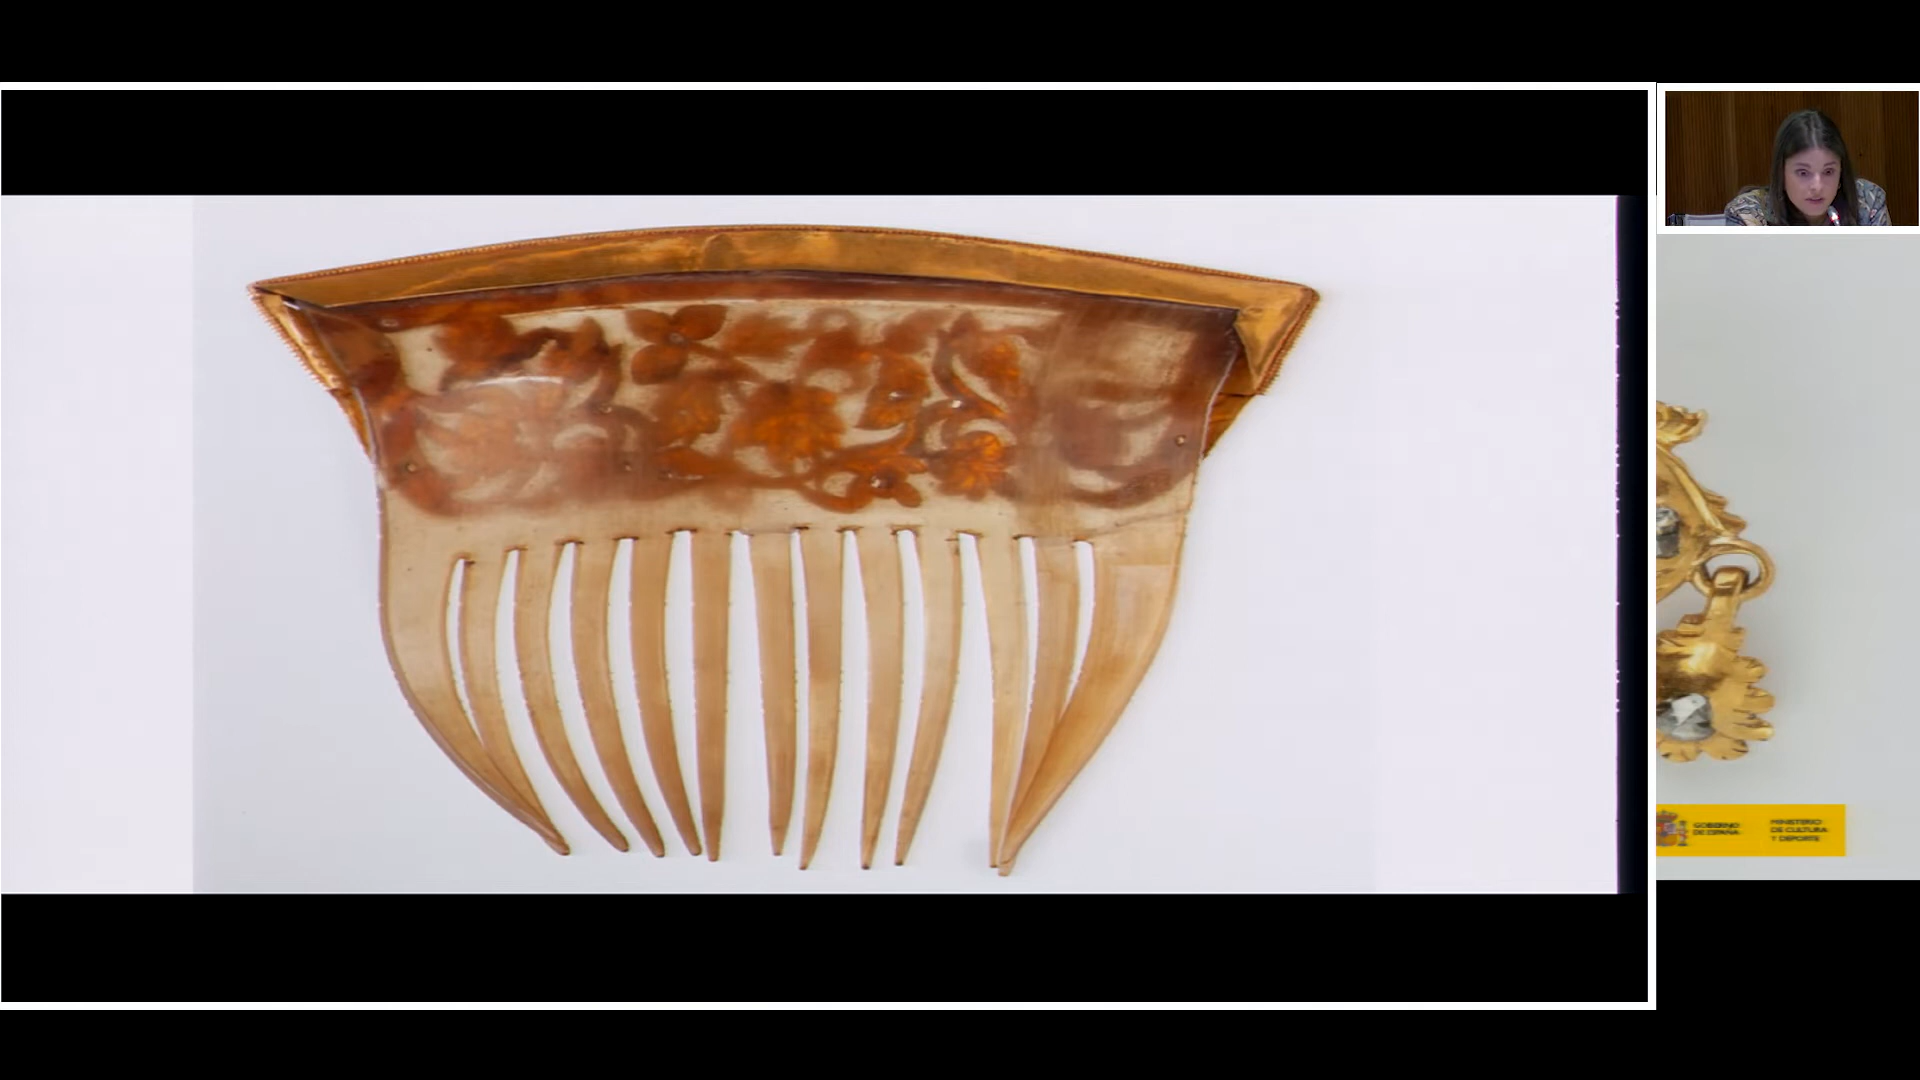 GOBIERNO
DE ESPAÑA
MINISTERIO
DE CULTURA
Y DEPORTE